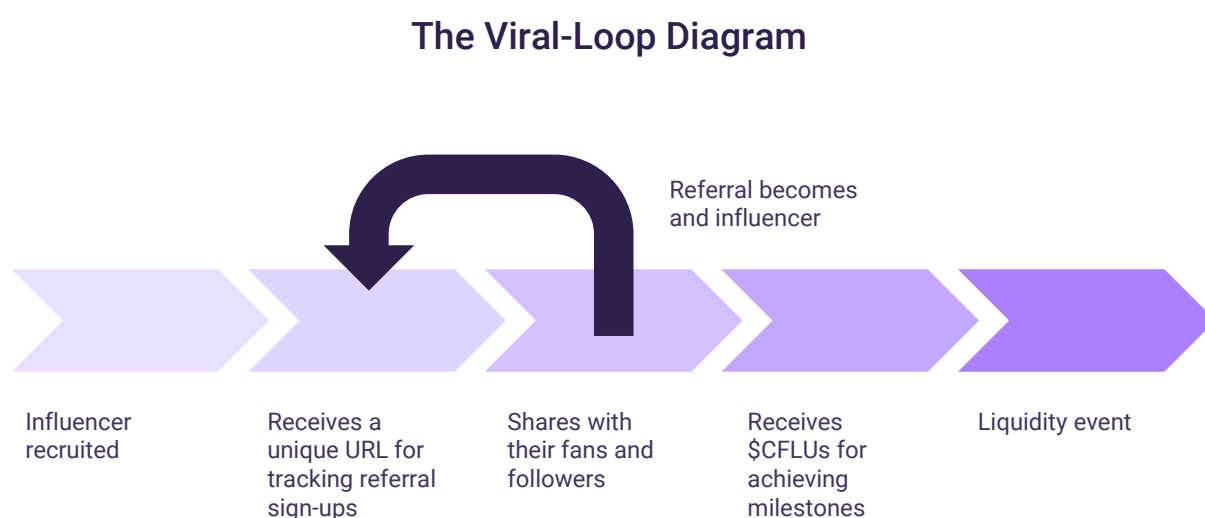 The Viral-Loop Diagram
Referral becomes
and influencer
Influencer
recruited
Receives a
unique URL for
tracking referral
sign-ups
Shares with
their fans and
followers
Receives
$CFLUs for
achieving
milestones
Liquidity event